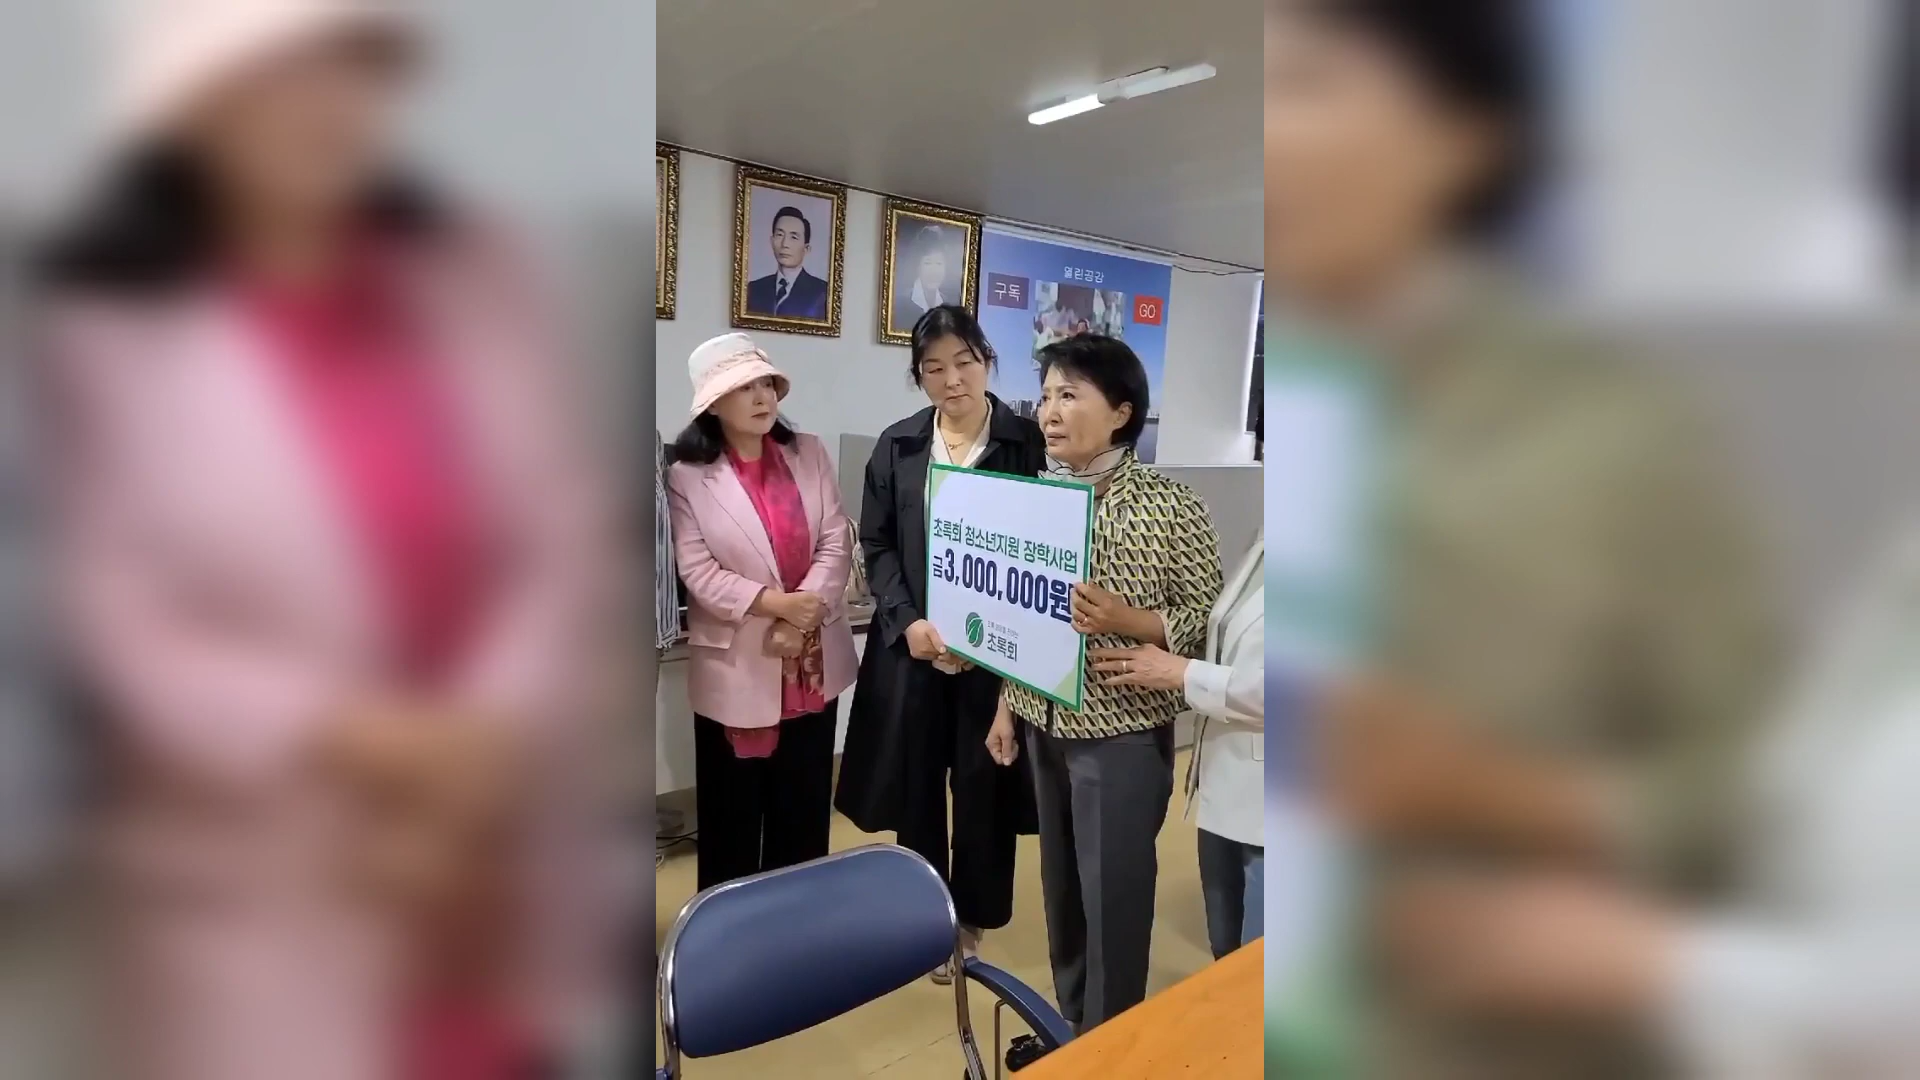 열린공감
구독
GO
초록회 청소년지원 장학사업
금3,000,000원
초록회